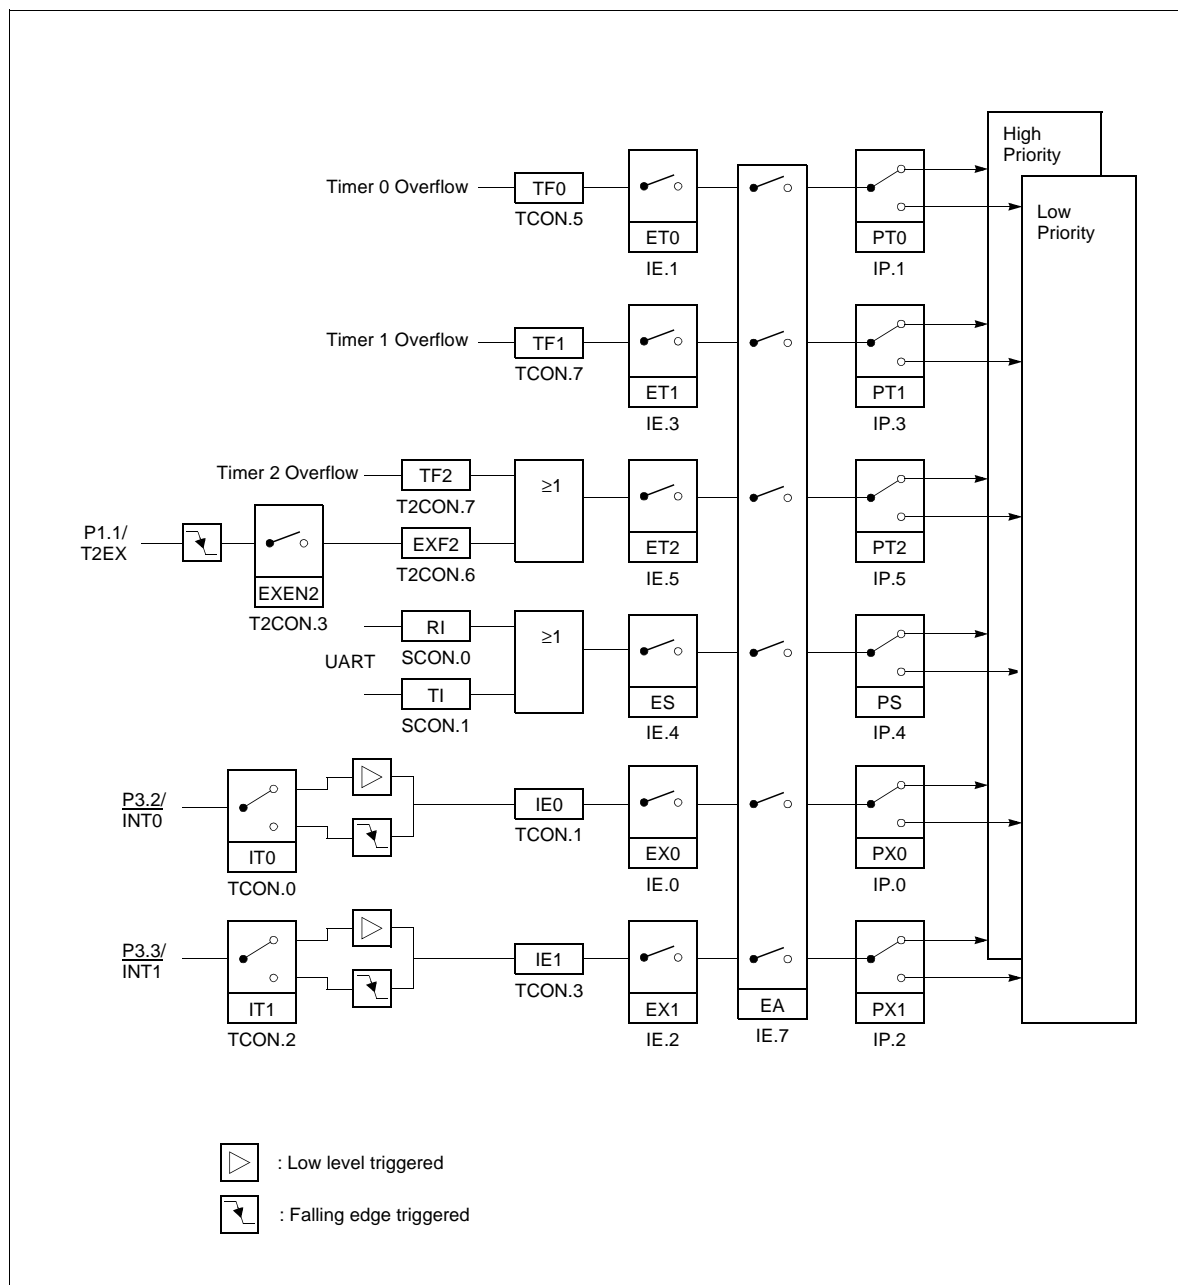 High
Priority
Low
Priority
Timer 0 Overflow
TF0
TCON.5
ET0
IE.1
PT0
IP.1
Timer 1 Overflow
TF1
TCON.7
ET1
IE.3
PT1
IP.3
Timer 2 Overflow
TF2
T2CON.7
≥1
P1.1/
T2EX
EXEN2
T2CON.3
EXF2
T2CON.6
ET2
IE.5
PT2
IP.5
UART
RI
SCON.0
TI
SCON.1
≥1
ES
IE.4
PS
IP.4
P3.2/
INT0
IT0
TCON.0
IE0
TCON.1
EX0
IE.0
PX0
IP.0
P3.3/
INT1
IT1
TCON.2
IE1
TCON.3
EX1
IE.2
EA
IE.7
PX1
IP.2
: Low level triggered
: Falling edge triggered